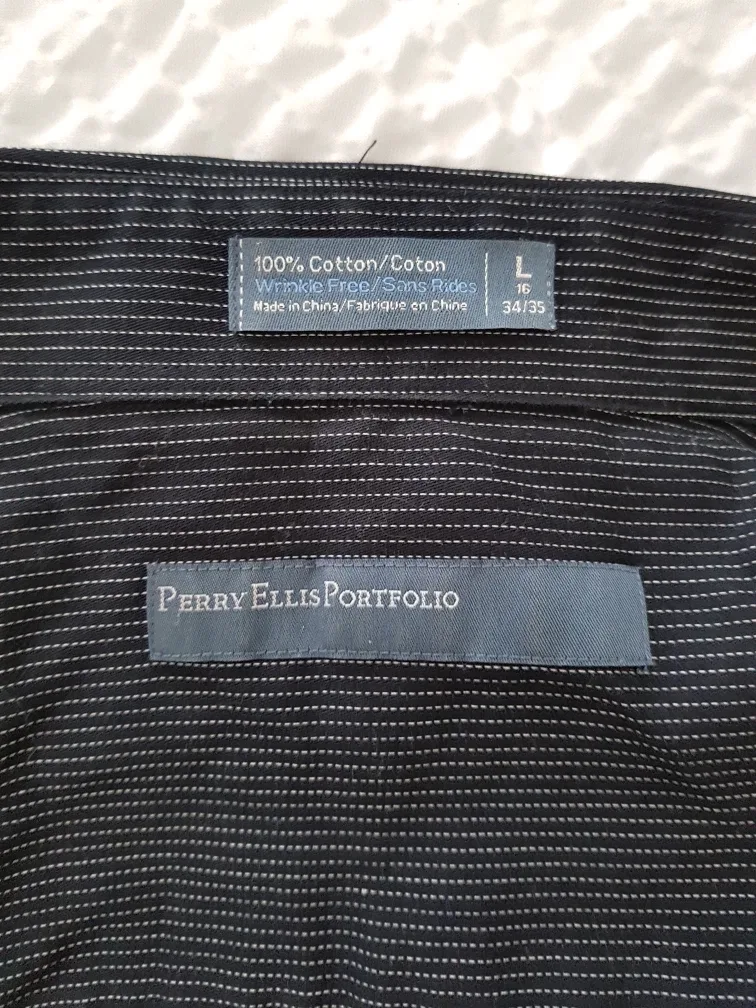 100% Cotton/Coton
Wrinkle Free/Sans Rides
Made in China/Fabrique en Chine
L
16
34/35
PERRY ELLIS PORTFOLIO